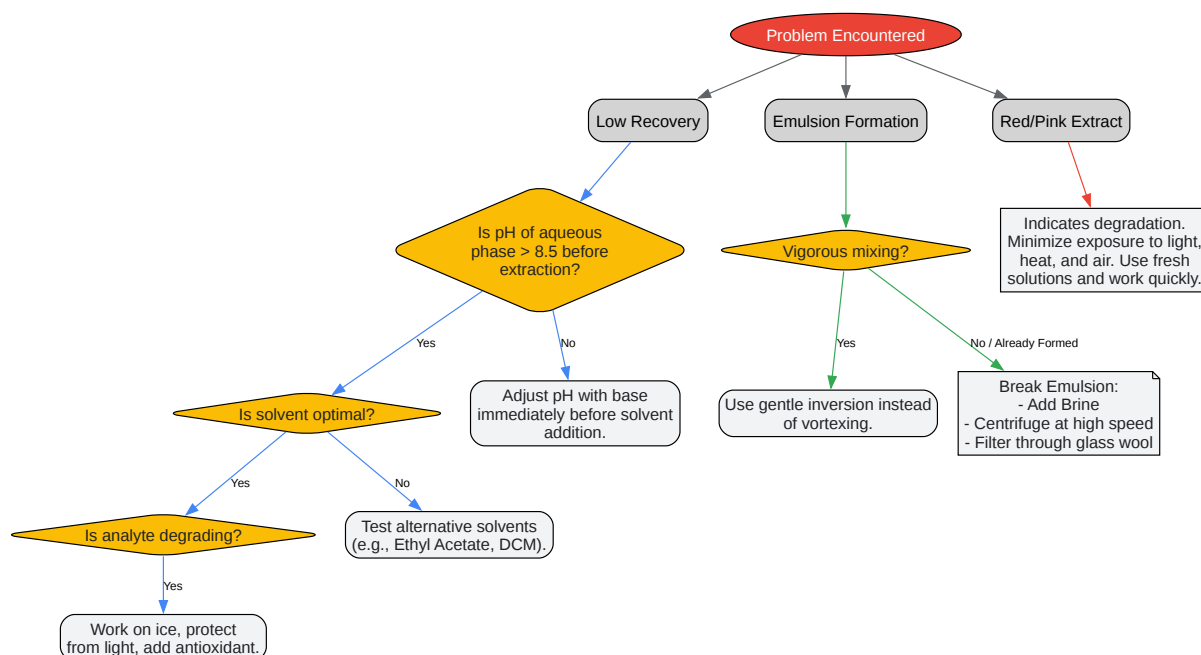 Problem Encountered
Low Recovery
Emulsion Formation
Red/Pink Extract
Is pH of aqueous
phase > 8.5 before
extraction?
Vigorous mixing?
Indicates degradation.
Minimize exposure to light,
heat, and air. Use fresh
solutions and work quickly.
Yes
No
Yes
No / Already Formed
Is solvent optimal?
Adjust pH with base
immediately before solvent
addition.
Use gentle inversion instead
of vortexing.
Break Emulsion:
- Add Brine
- Centrifuge at high speed
- Filter through glass wool
Yes
No
Is analyte degrading?
Test alternative solvents
(e.g., Ethyl Acetate, DCM).
Yes
Work on ice, protect
from light, add antioxidant.